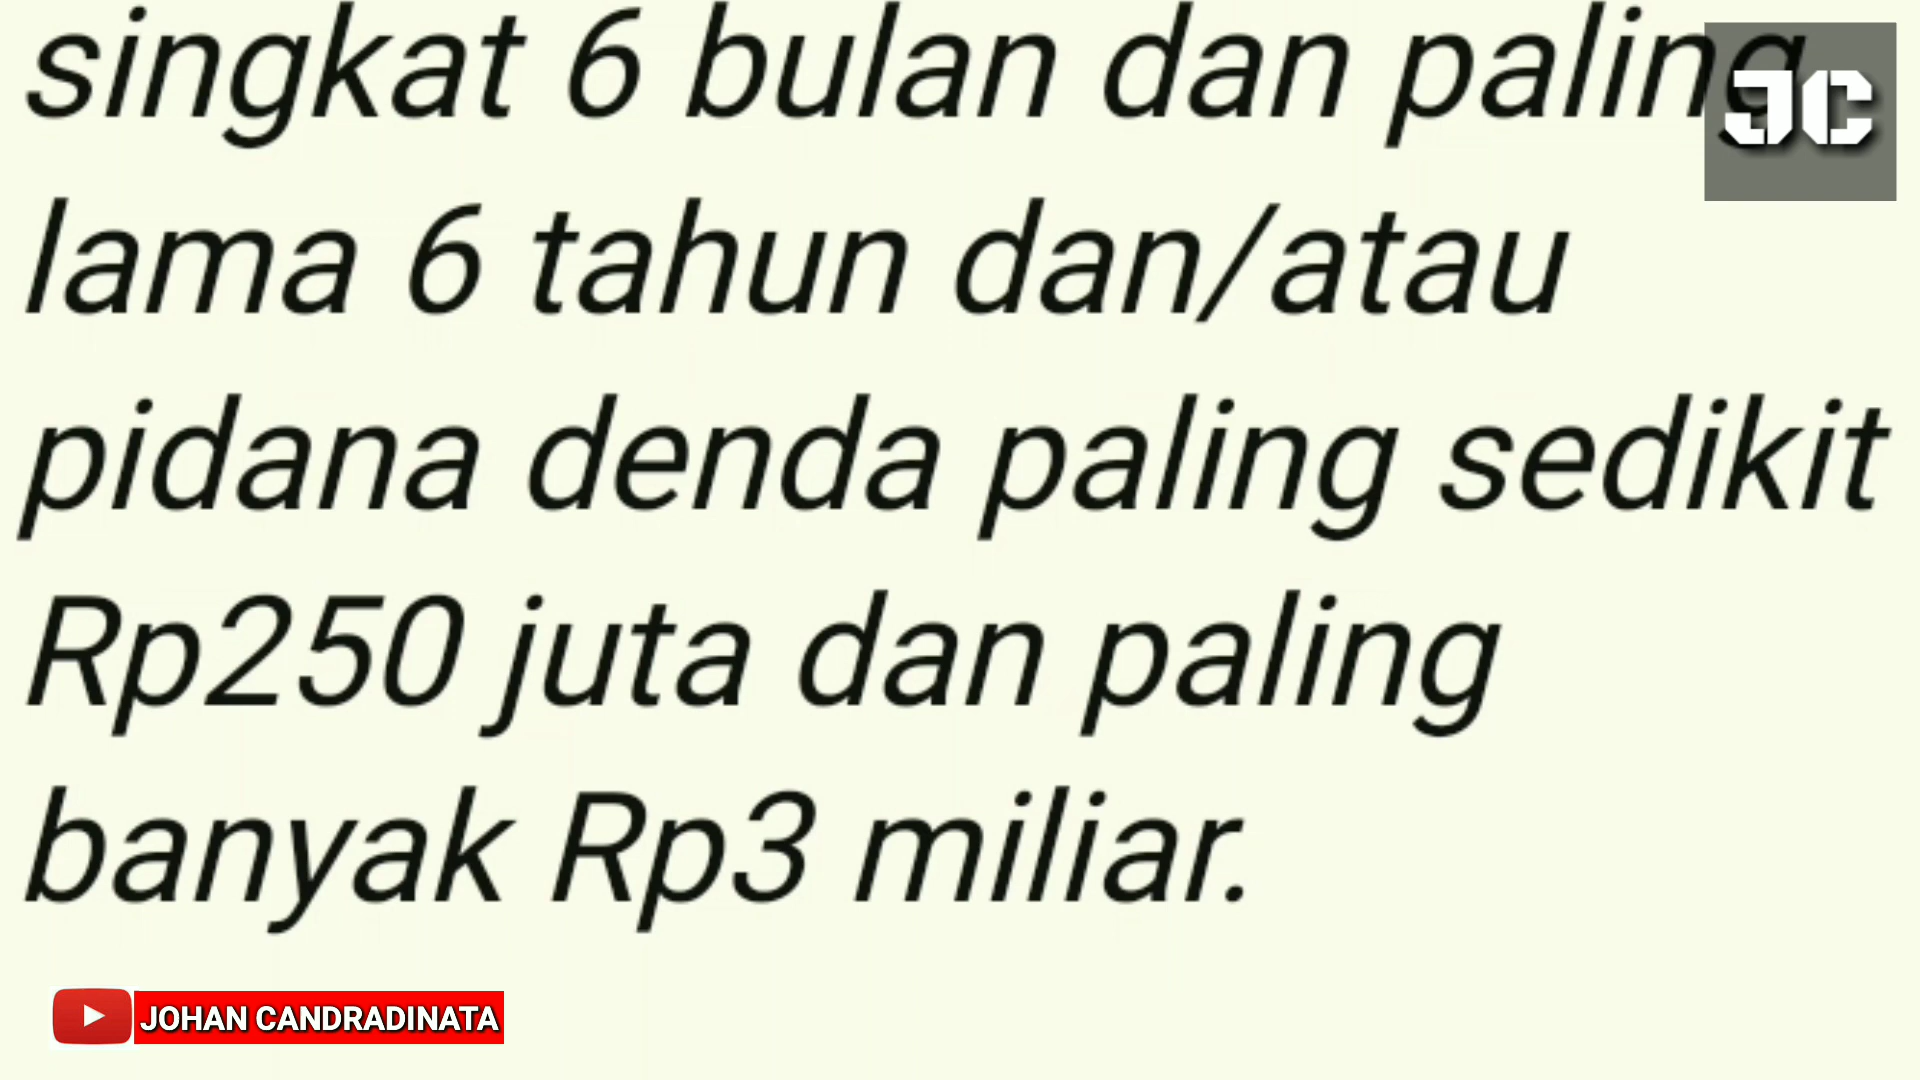 singkat 6 bulan dan paling
JC
lama 6 tahun dan/atau
pidana denda paling sedikit
Rp250 juta dan paling
banyak Rp3 miliar.
JOHAN CANDRADINATA